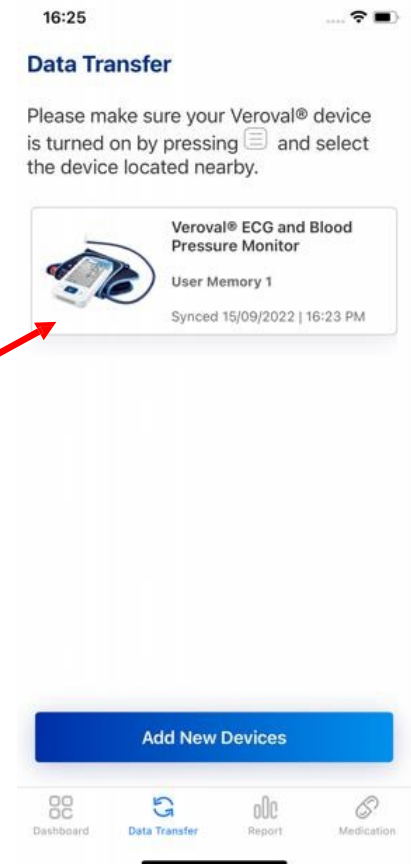 16:25
Data Transfer
Please make sure your Veroval® device
is turned on by pressing and select
the device located nearby.
Veroval® ECG and Blood
Pressure Monitor
User Memory 1
Synced 15/09/2022 | 16:23 PM
Add New Devices
Dashboard
Data Transfer
Report
Medication